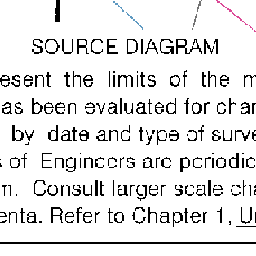 SOURCE DIAGRAM
esent the limits of the m
as been evaluated for char
by date and type of surve
of Engineers are periodic
m. Consult larger scale cha
enta. Refer to Chapter 1, U